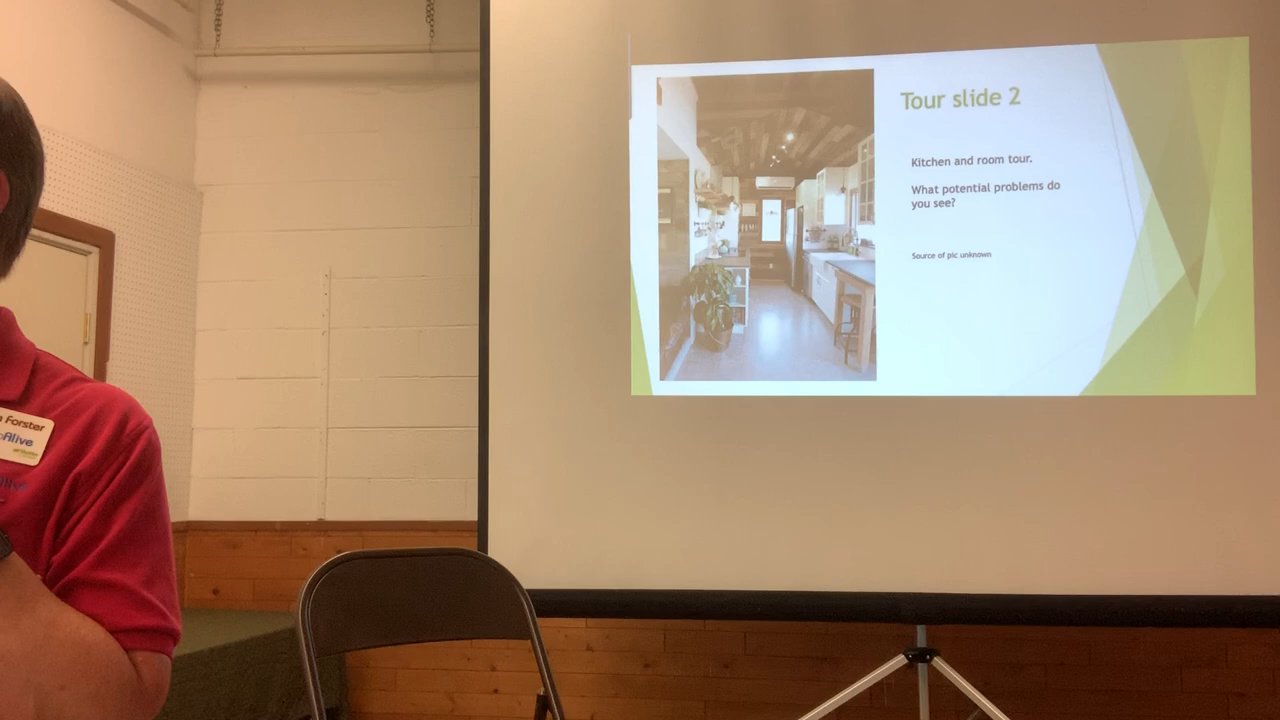 Tour slide 2
Kitchen and room tour.
What potential problems do
you see?
Source of pic unknown
Forster
Alive